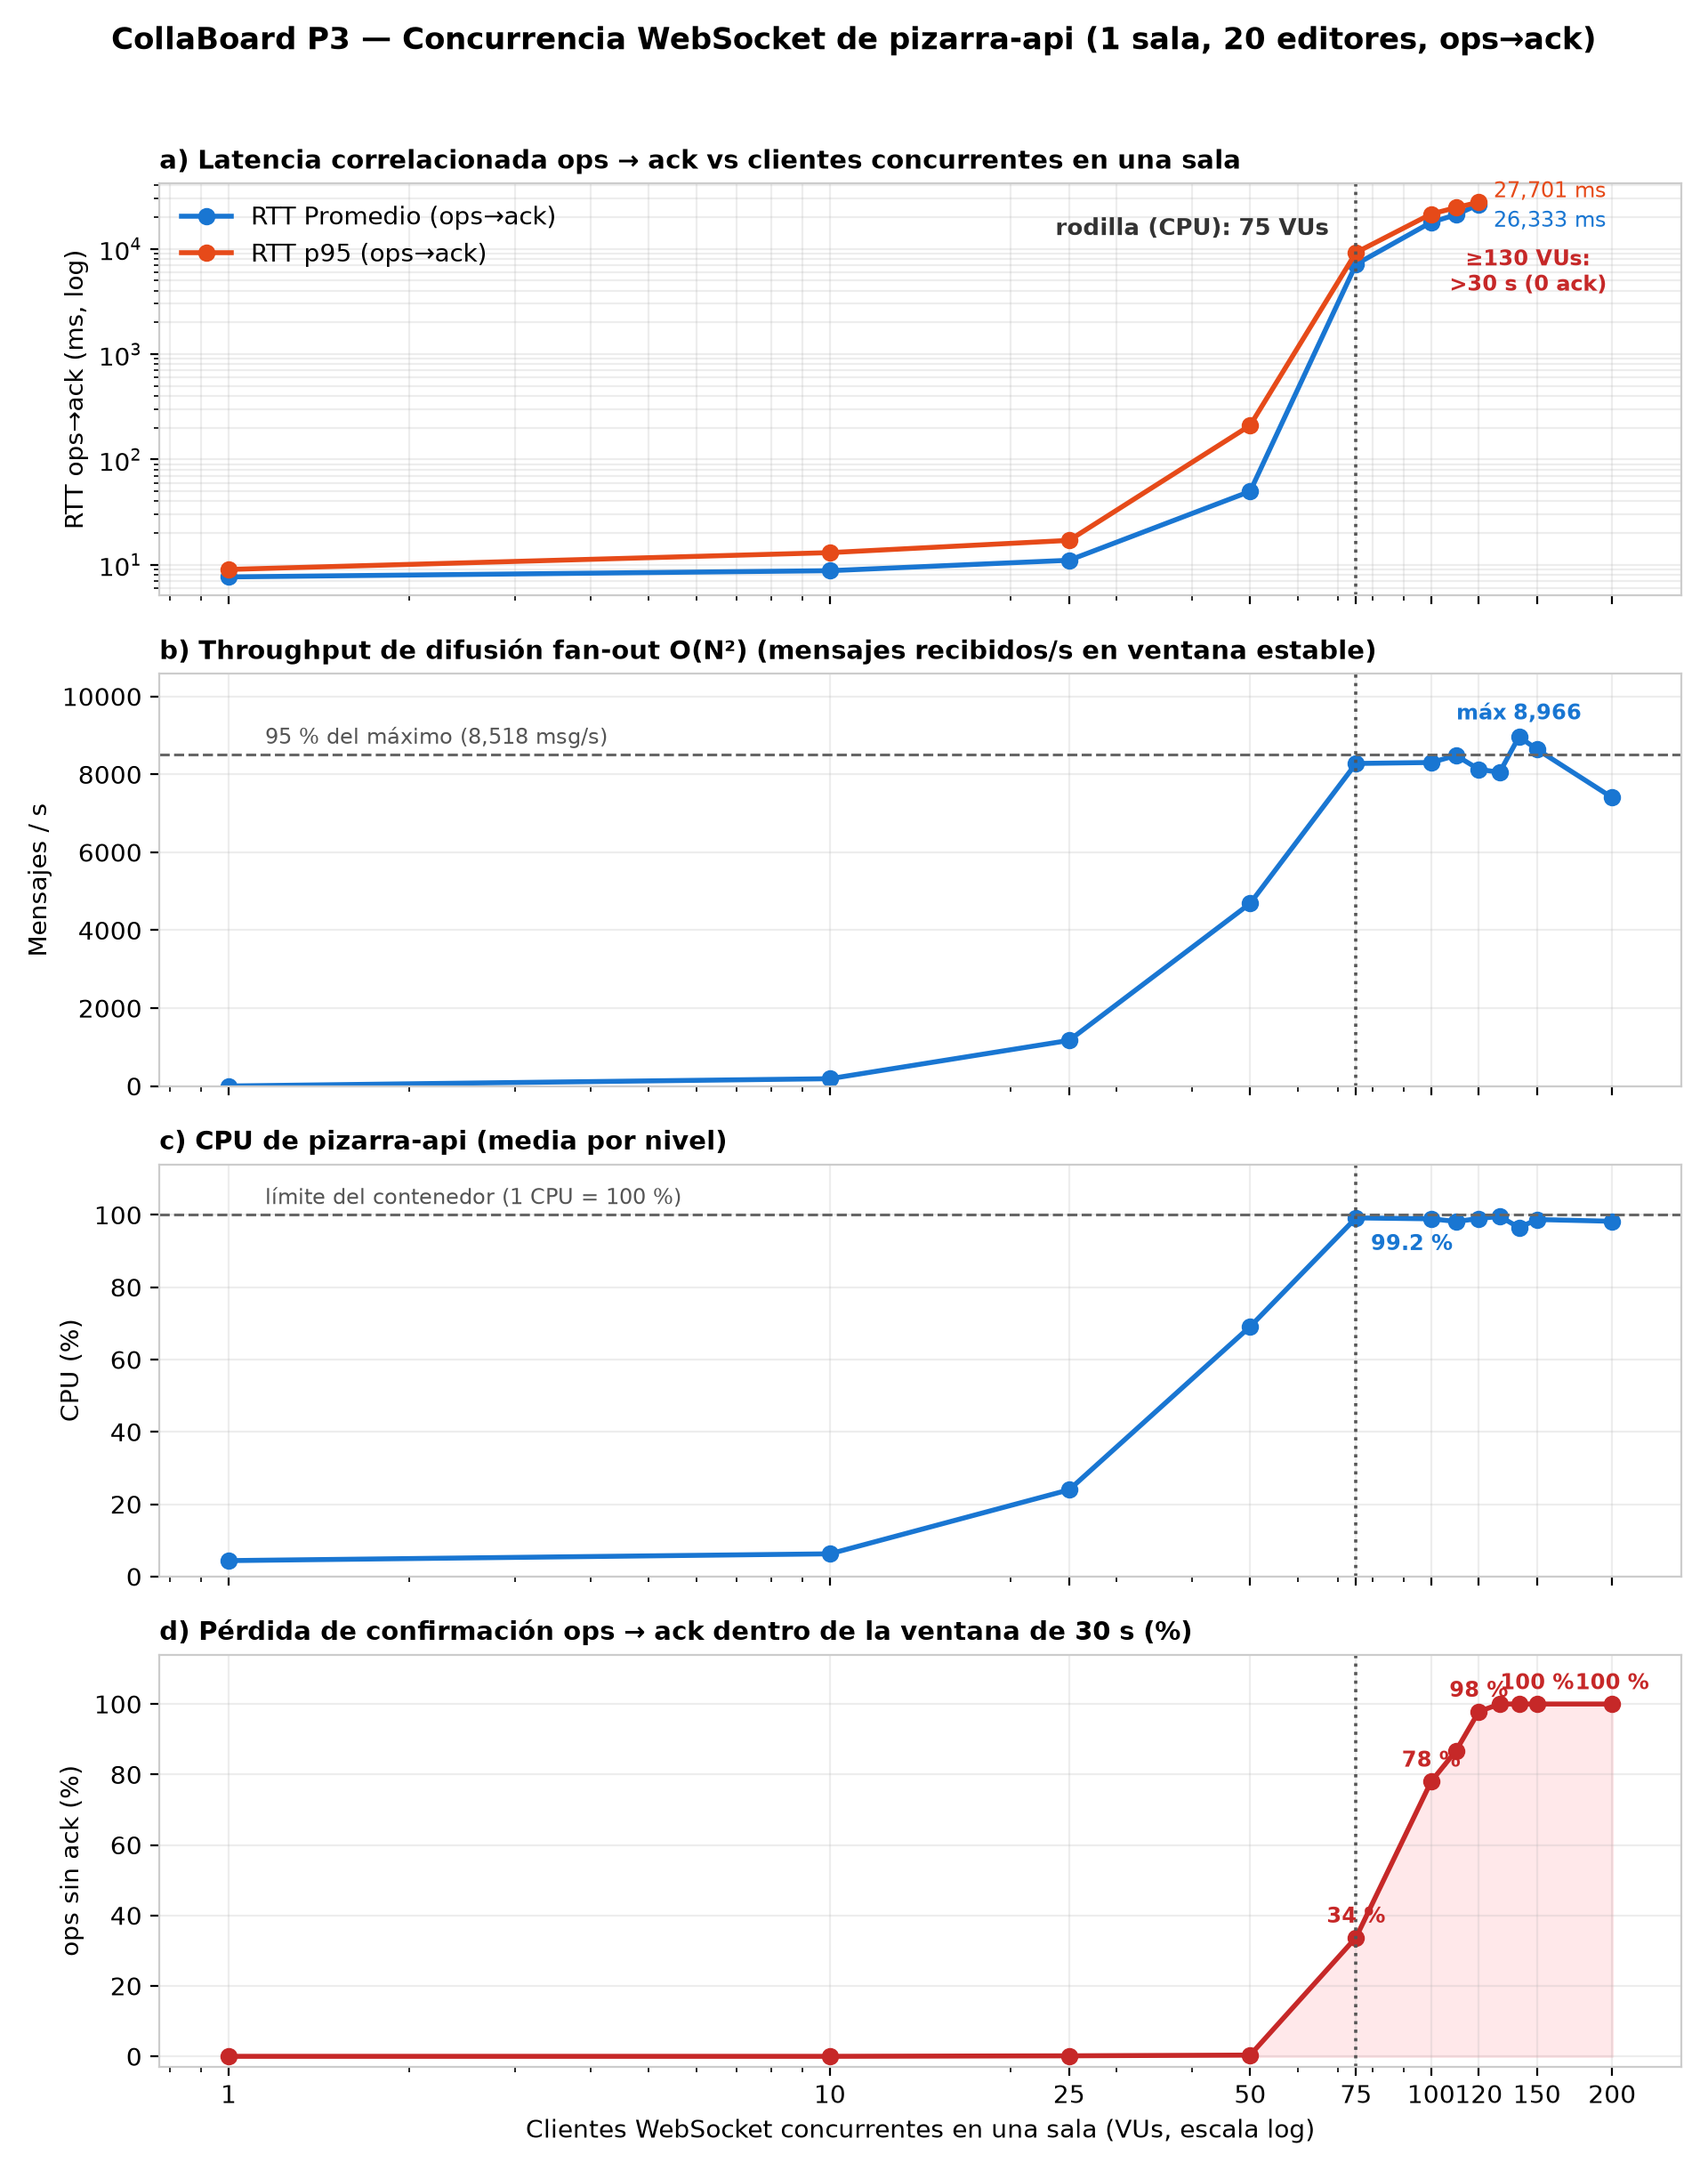 CollaBoard P3 — Concurrencia WebSocket de pizarra-api (1 sala, 20 editores, ops→ack)
a) Latencia correlacionada ops → ack vs clientes concurrentes en una sala
RTT ops→ack (ms, log)
10⁴
10³
10²
10¹
RTT Promedio (ops→ack)
RTT p95 (ops→ack)
rodilla (CPU): 75 VUs
27,701 ms
26,333 ms
≥130 VUs:
>30 s (0 ack)
b) Throughput de difusión fan-out O(N²) (mensajes recibidos/s en ventana estable)
Mensajes / s
10000
8000
6000
4000
2000
0
95 % del máximo (8,518 msg/s)
máx 8,966
c) CPU de pizarra-api (media por nivel)
CPU (%)
100
80
60
40
20
0
límite del contenedor (1 CPU = 100 %)
99.2 %
d) Pérdida de confirmación ops → ack dentro de la ventana de 30 s (%)
ops sin ack (%)
100
80
60
40
20
0
34 %
78 %
98 %
100 %
100 %
1 10 25 50 75 100 120 150 200
Clientes WebSocket concurrentes en una sala (VUs, escala log)